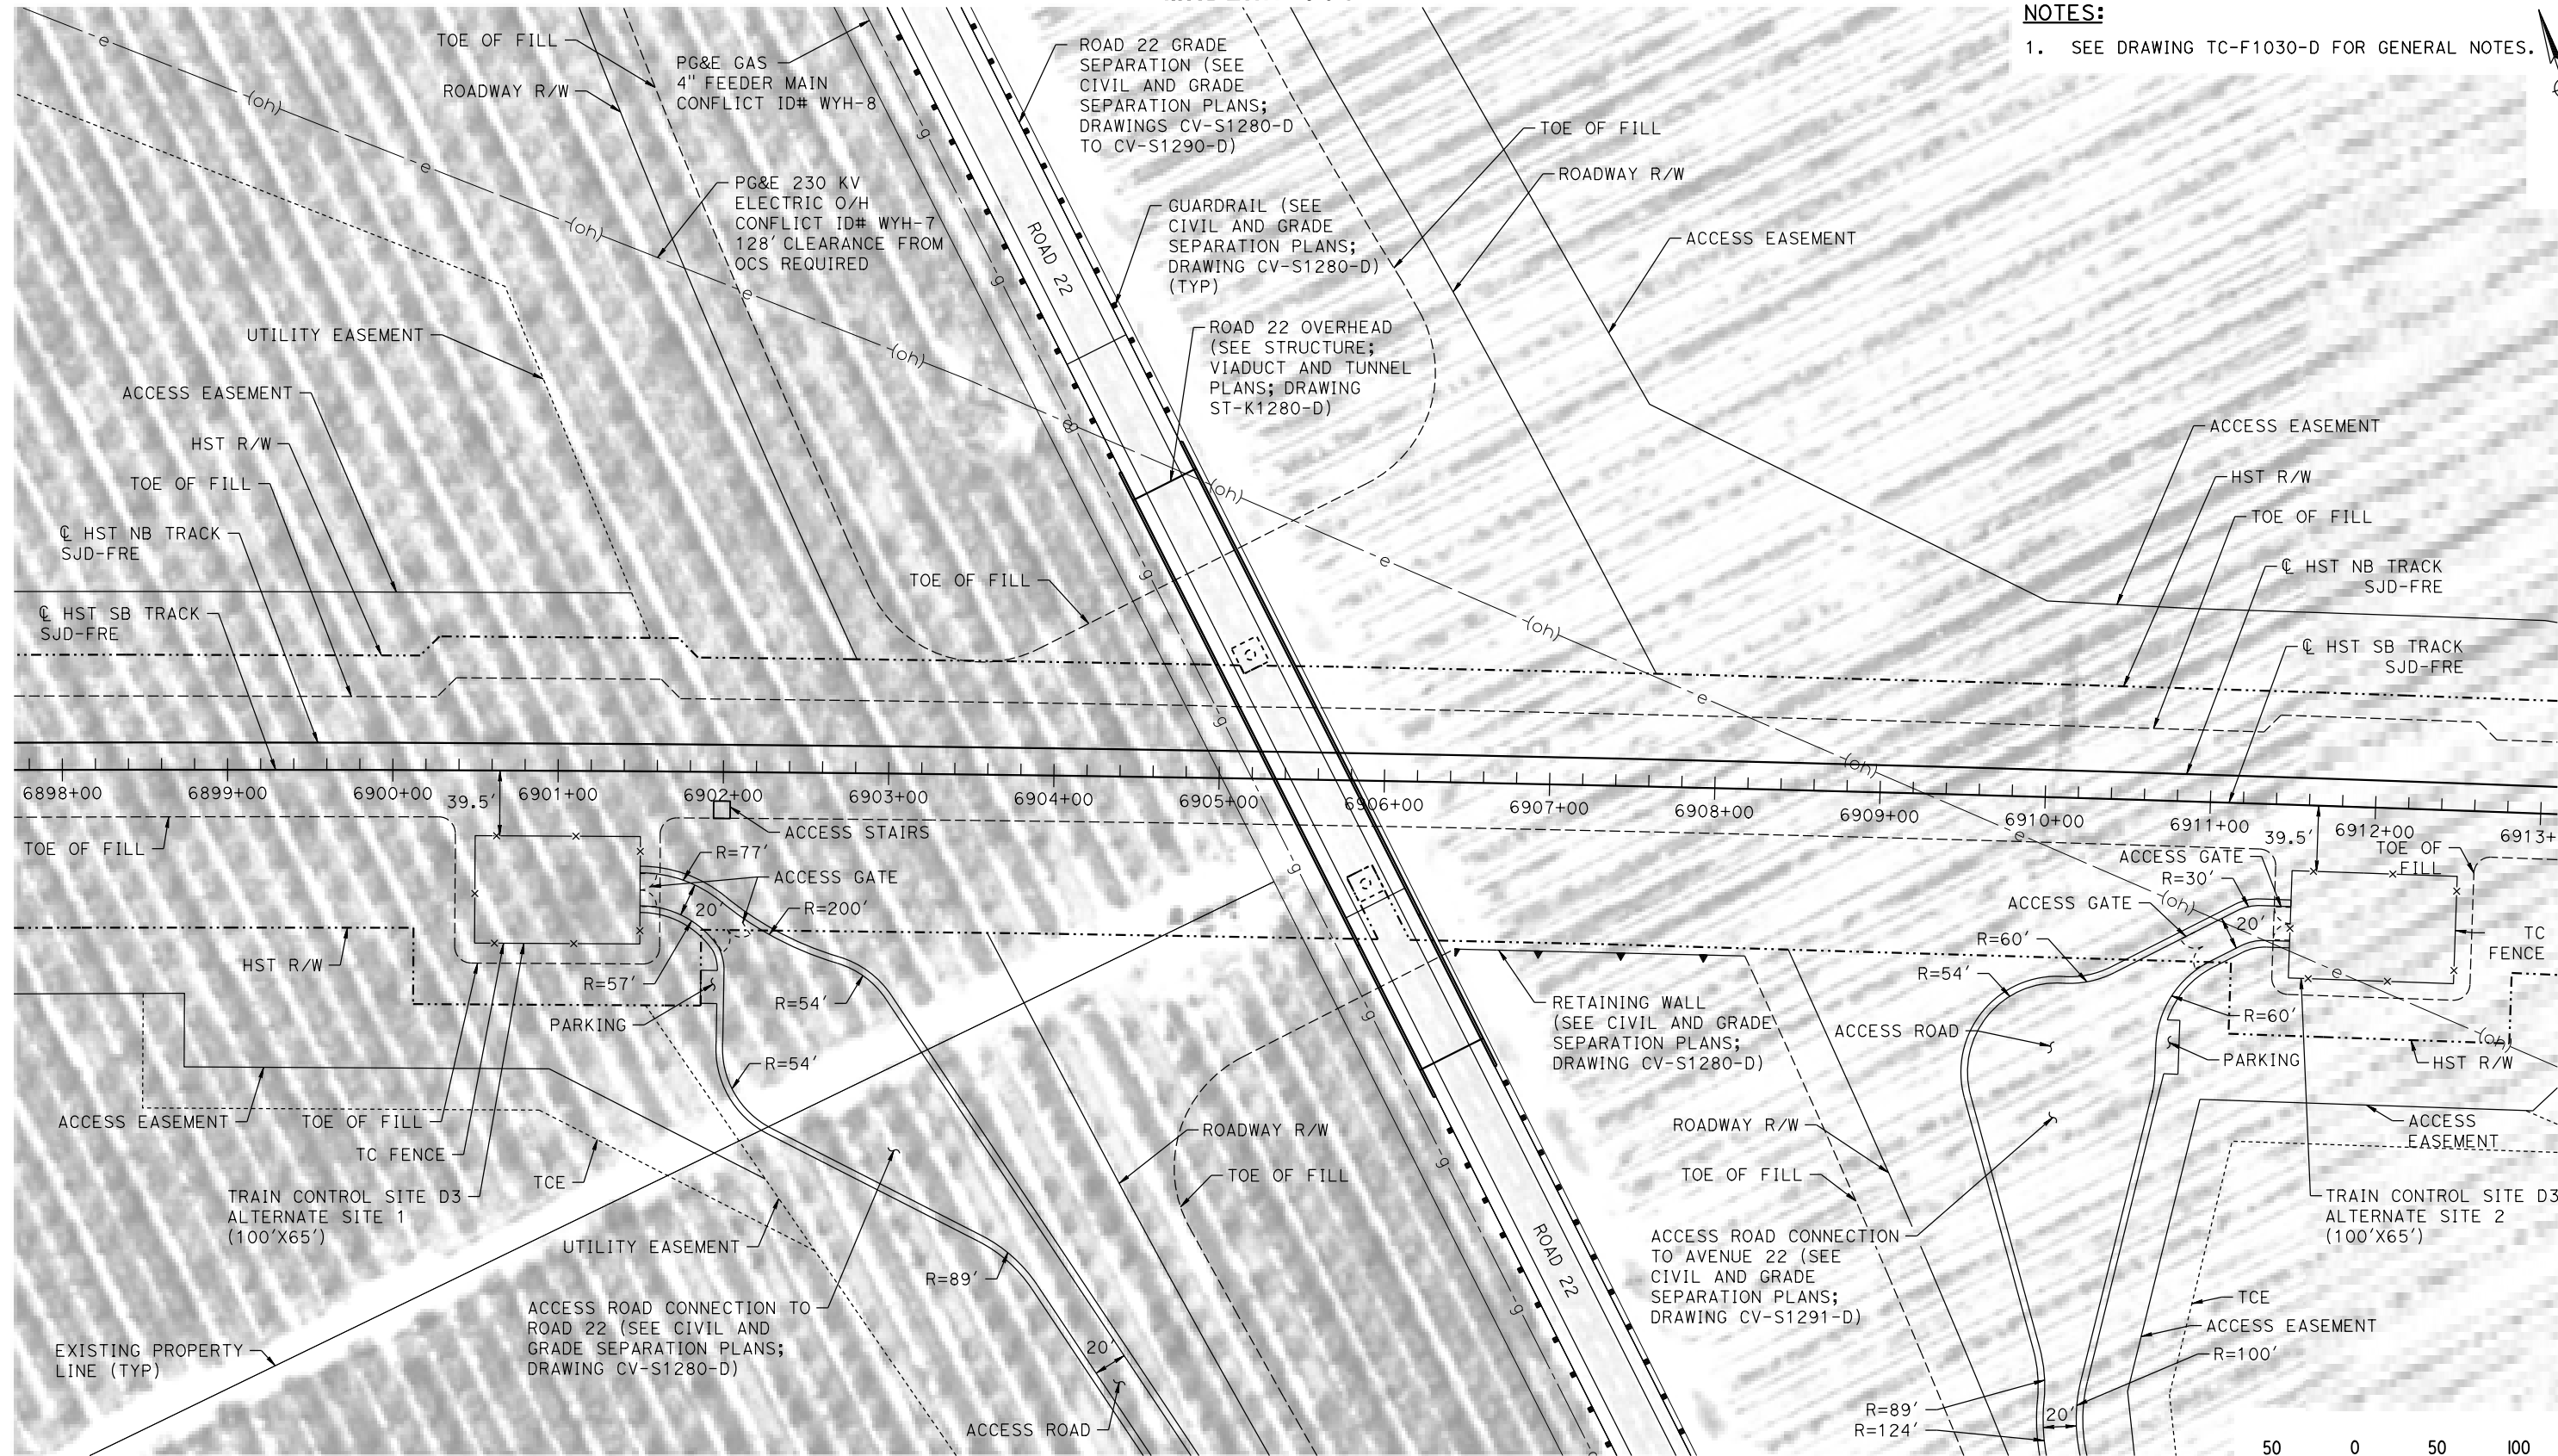 NOTES:
1. SEE DRAWING TC-F1030-D FOR GENERAL NOTES.
TOE OF FILL
ROADWAY R/W
PG&E GAS
4" FEEDER MAIN
CONFLICT ID# WYH-8
ROAD 22 GRADE
SEPARATION (SEE
CIVIL AND GRADE
SEPARATION PLANS;
DRAWINGS CV-S1280-D
TO CV-S1290-D)
TOE OF FILL
ROADWAY R/W
ACCESS EASEMENT
PG&E 230 KV
ELECTRIC O/H
CONFLICT ID# WYH-7
128' CLEARANCE FROM
OCS REQUIRED
GUARDRAIL (SEE
CIVIL AND GRADE
SEPARATION PLANS;
DRAWING CV-S1280-D)
(TYP)
ROAD 22
ROAD 22 OVERHEAD
(SEE STRUCTURE;
VIADUCT AND TUNNEL
PLANS; DRAWING
ST-K1280-D)
UTILITY EASEMENT
ACCESS EASEMENT
HST R/W
TOE OF FILL
℄ HST NB TRACK
SJD-FRE
℄ HST SB TRACK
SJD-FRE
TOE OF FILL
ACCESS EASEMENT
HST R/W
TOE OF FILL
℄ HST NB TRACK
SJD-FRE
℄ HST SB TRACK
SJD-FRE
e
(oh)
e
(oh)
e
(oh)
e
(oh)
e
(oh)
e
(oh)
e
(oh)
e
(oh)
g
g
g
g
g
g
g
g
g
6898+00
6899+00
6900+00
39.5'
6901+00
6902+00
6903+00
6904+00
6905+00
6906+00
6907+00
6908+00
6909+00
6910+00
6911+00
39.5'
6912+00
6913+
TOE OF FILL
ACCESS STAIRS
R=77'
ACCESS GATE
20'
R=200'
HST R/W
R=57'
R=54'
PARKING
R=54'
ACCESS EASEMENT
TOE OF FILL
TC FENCE
TCE
TRAIN CONTROL SITE D3
ALTERNATE SITE 1
(100'X65')
UTILITY EASEMENT
R=89'
ACCESS ROAD CONNECTION TO
ROAD 22 (SEE CIVIL AND
GRADE SEPARATION PLANS;
DRAWING CV-S1280-D)
EXISTING PROPERTY
LINE (TYP)
20'
ACCESS ROAD
ROADWAY R/W
TOE OF FILL
ROAD 22
RETAINING WALL
(SEE CIVIL AND GRADE
SEPARATION PLANS;
DRAWING CV-S1280-D)
ROADWAY R/W
TOE OF FILL
ACCESS ROAD CONNECTION
TO AVENUE 22 (SEE
CIVIL AND GRADE
SEPARATION PLANS;
DRAWING CV-S1291-D)
TOE OF
FILL
ACCESS GATE
R=30'
ACCESS GATE
20'
R=60'
R=54'
TC
FENCE
ACCESS ROAD
R=60'
PARKING
HST R/W
ACCESS
EASEMENT
TRAIN CONTROL SITE D3
ALTERNATE SITE 2
(100'X65')
TCE
ACCESS EASEMENT
R=100'
R=89'
R=124'
20'
50 0 50 100